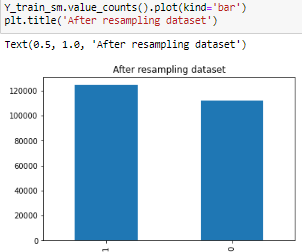 Y_train_sm.value_counts().plot(kind='bar')
plt.title('After resampling dataset')
Text(0.5, 1.0, 'After resampling dataset')
After resampling dataset
120000
100000
80000
60000
40000
20000
0
1
0